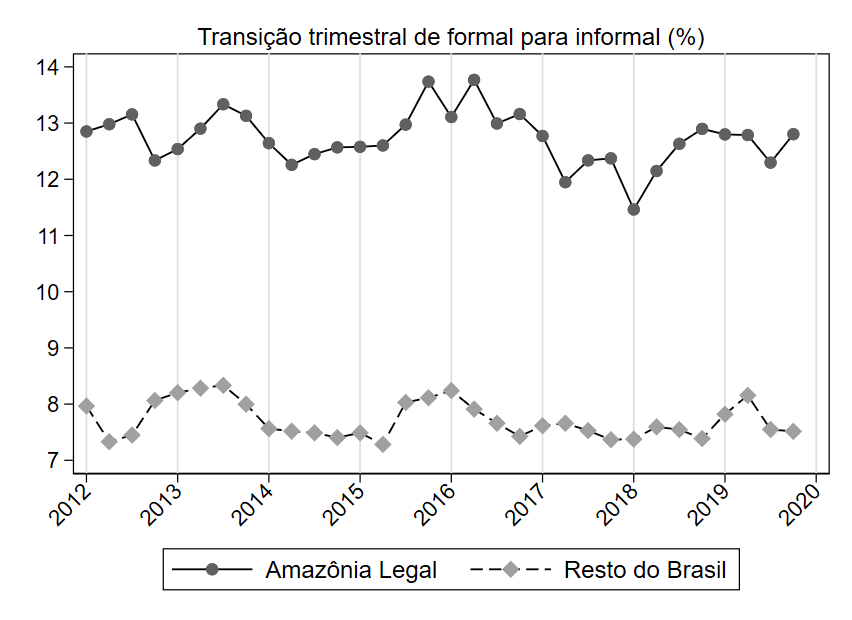 Transição trimestral de formal para informal (%)
14
13
12
11
10
9
8
7
2012 2013 2014 2015 2016 2017 2018 2019 2020
Amazônia Legal Resto do Brasil